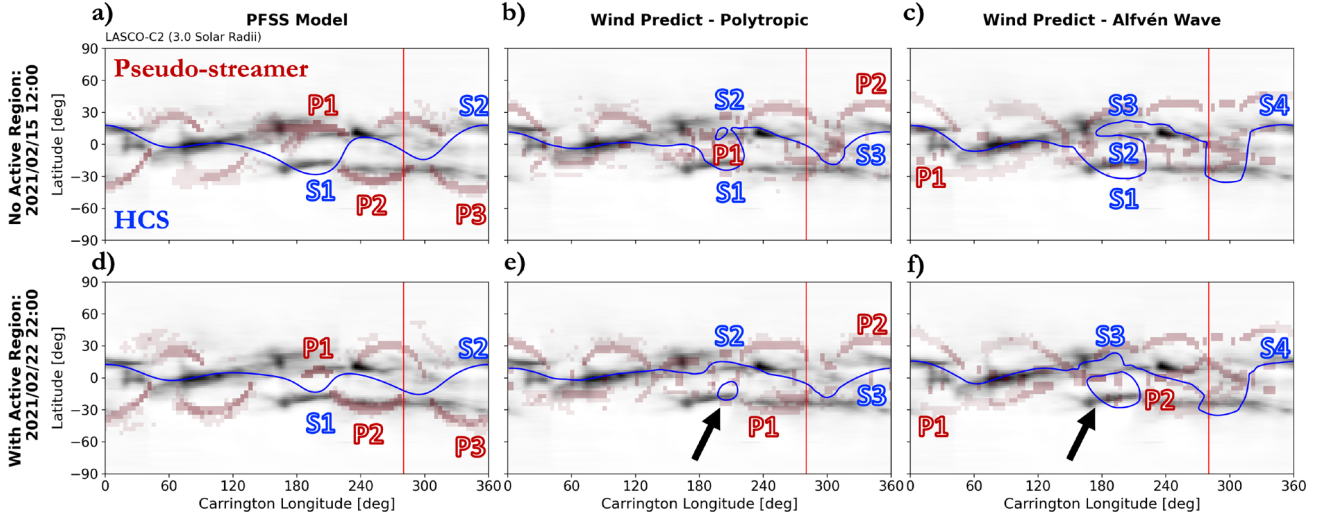 a) PFSS Model
b) Wind Predict - Polytropic
c) Wind Predict - Alfvén Wave
LASCO-C2 (3.0 Solar Radii)
No Active Region:
2021/02/15 12:00
Latitude [deg]
90
60
30
0
−30
−60
−90
Pseudo-streamer
HCS
P1
S2
S1
P2
P3
S2
P2
P1
S3
S1
S3
S4
S2
P1
S1
d)
e)
f)
With Active Region:
2021/02/22 22:00
Latitude [deg]
90
60
30
0
−30
−60
−90
P1
S2
S1
P2
P3
S2
P2
S3
P1
S3
S4
P2
P1
0 60 120 180 240 300 360
0 60 120 180 240 300 360
0 60 120 180 240 300 360
Carrington Longitude [deg]
Carrington Longitude [deg]
Carrington Longitude [deg]